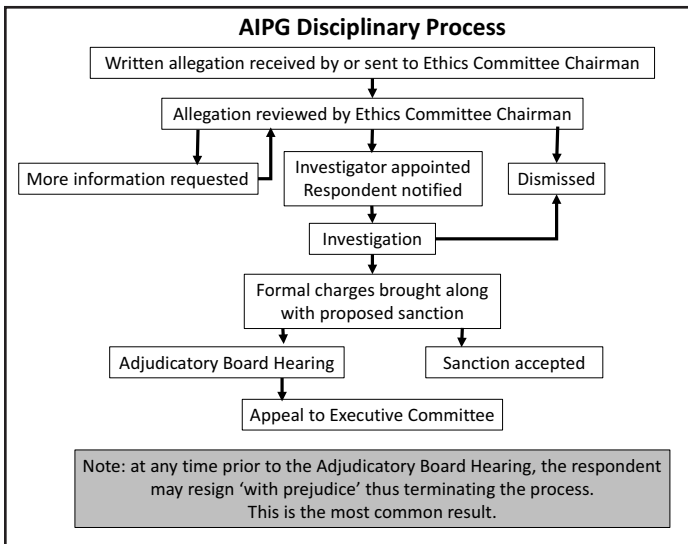 AIPG Disciplinary Process
Written allegation received by or sent to Ethics Committee Chairman
Allegation reviewed by Ethics Committee Chairman
More information requested
Investigator appointed
Respondent notified
Dismissed
Investigation
Formal charges brought along
with proposed sanction
Adjudicatory Board Hearing
Sanction accepted
Appeal to Executive Committee
Note: at any time prior to the Adjudicatory Board Hearing, the respondent
may resign ‘with prejudice’ thus terminating the process.
This is the most common result.